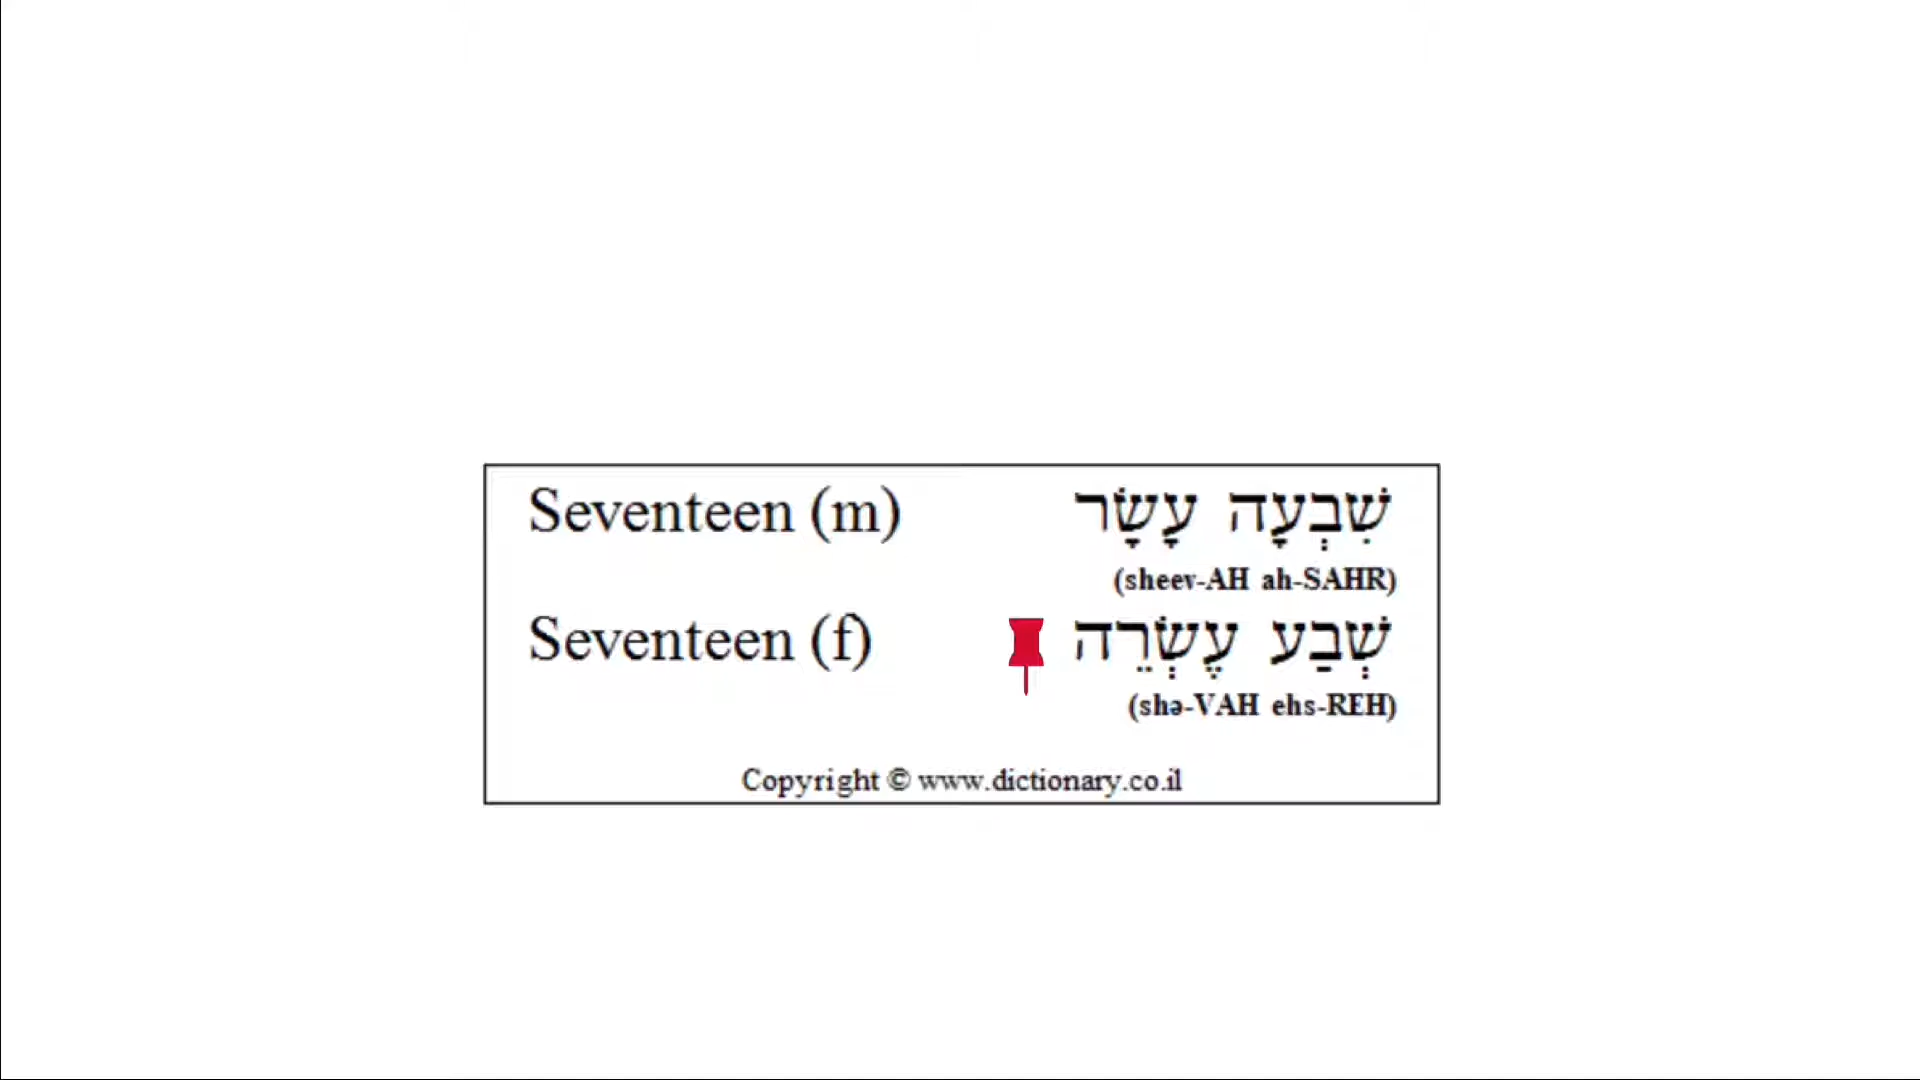 Seventeen (m) שִׁבְעָה עָשָׂר
(sheev-AH ah-SAHR)
Seventeen (f) שְׁבַע עֶשְׂרֵה
(shə-VAH ehs-REH)
Copyright © www.dictionary.co.il